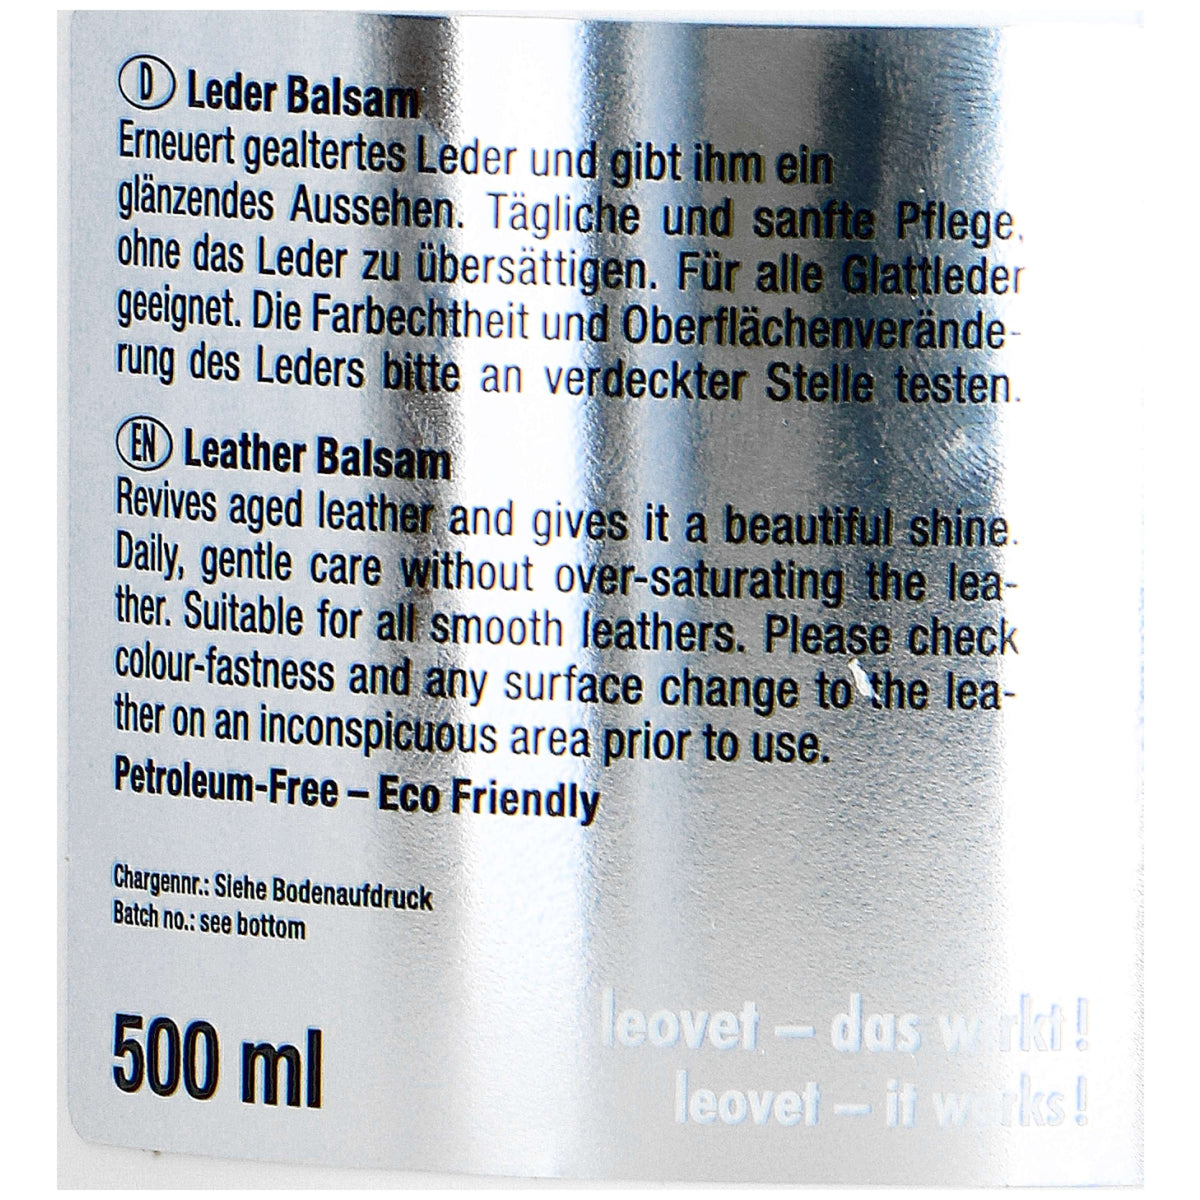 D Leder Balsam
Erneuert gealtertes Leder und gibt ihm ein
glänzendes Aussehen. Tägliche und sanfte Pflege,
ohne das Leder zu übersättigen. Für alle Glattleder
geeignet. Die Farbechtheit und Oberflächenverände-
rung des Leders bitte an verdeckter Stelle testen.
EN Leather Balsam
Revives aged leather and gives it a beautiful shine.
Daily, gentle care without over-saturating the lea-
ther. Suitable for all smooth leathers. Please check
colour-fastness and any surface change to the lea-
ther on an inconspicuous area prior to use.
Petroleum-Free – Eco Friendly
Chargennr.: Siehe Bodenaufdruck
Batch no.: see bottom
500 ml
leovet – das wirkt!
leovet – it works!